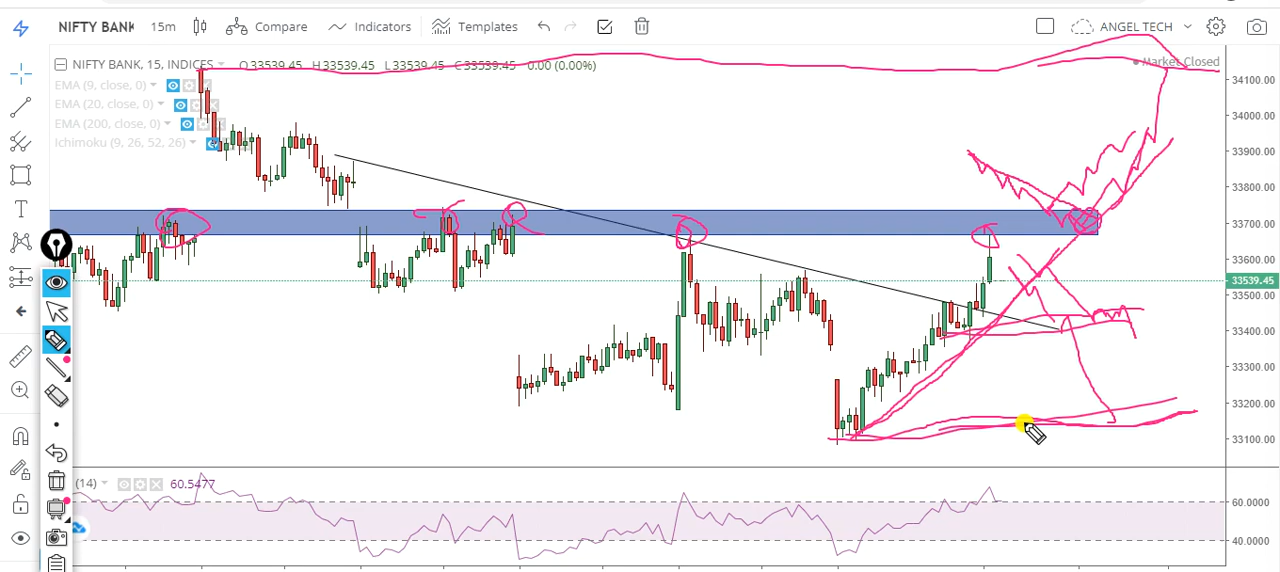 NIFTY BANK 15m Compare Indicators Templates ANGEL TECH
NIFTY BANK, 15, INDICES O 33539.45 H 33539.45 L 33539.45 C 33539.45 0.00 (0.00%)
Market Closed
EMA (9, close, 0)
EMA (20, close, 0)
EMA (200, close, 0)
Ichimoku (9, 26, 52, 26)
34100.00
34000.00
33900.00
33800.00
33700.00
33600.00
33539.45
33500.00
33400.00
33300.00
33200.00
33100.00
(14) 60.5477
60.0000
40.0000